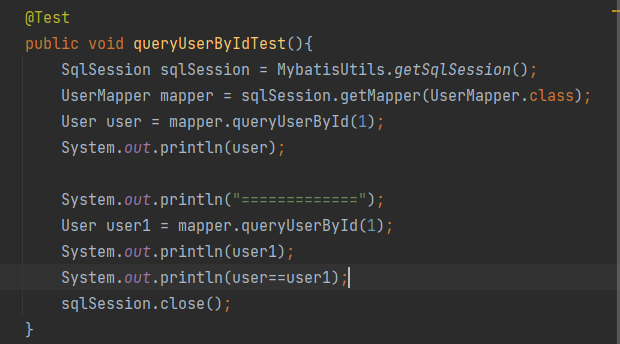 @Test
public void queryUserByIdTest(){
    SqlSession sqlSession = MybatisUtils.getSqlSession();
    UserMapper mapper = sqlSession.getMapper(UserMapper.class);
    User user = mapper.queryUserById(1);
    System.out.println(user);
    System.out.println("=============");
    User user1 = mapper.queryUserById(1);
    System.out.println(user1);
    System.out.println(user==user1);
    sqlSession.close();
}